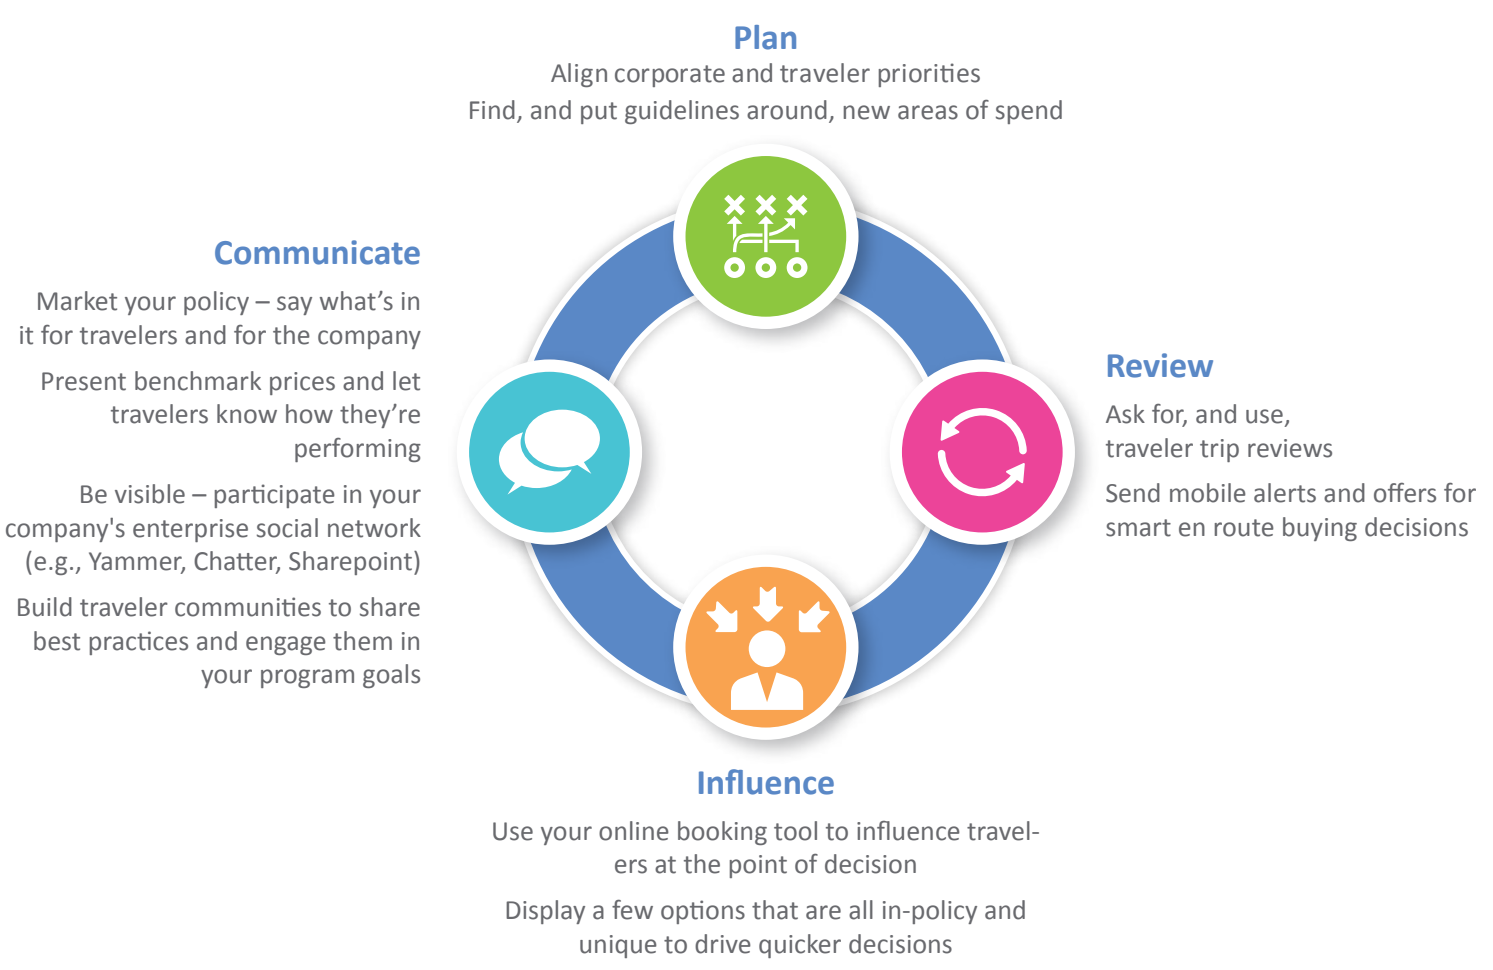 Plan
Align corporate and traveler priorities
Find, and put guidelines around, new areas of spend
Communicate
Market your policy – say what's in
it for travelers and for the company
Present benchmark prices and let
travelers know how they're
performing
Be visible – participate in your
company's enterprise social network
(e.g., Yammer, Chatter, Sharepoint)
Build traveler communities to share
best practices and engage them in
your program goals
Review
Ask for, and use,
traveler trip reviews
Send mobile alerts and offers for
smart en route buying decisions
Influence
Use your online booking tool to influence travel-
ers at the point of decision
Display a few options that are all in-policy and
unique to drive quicker decisions